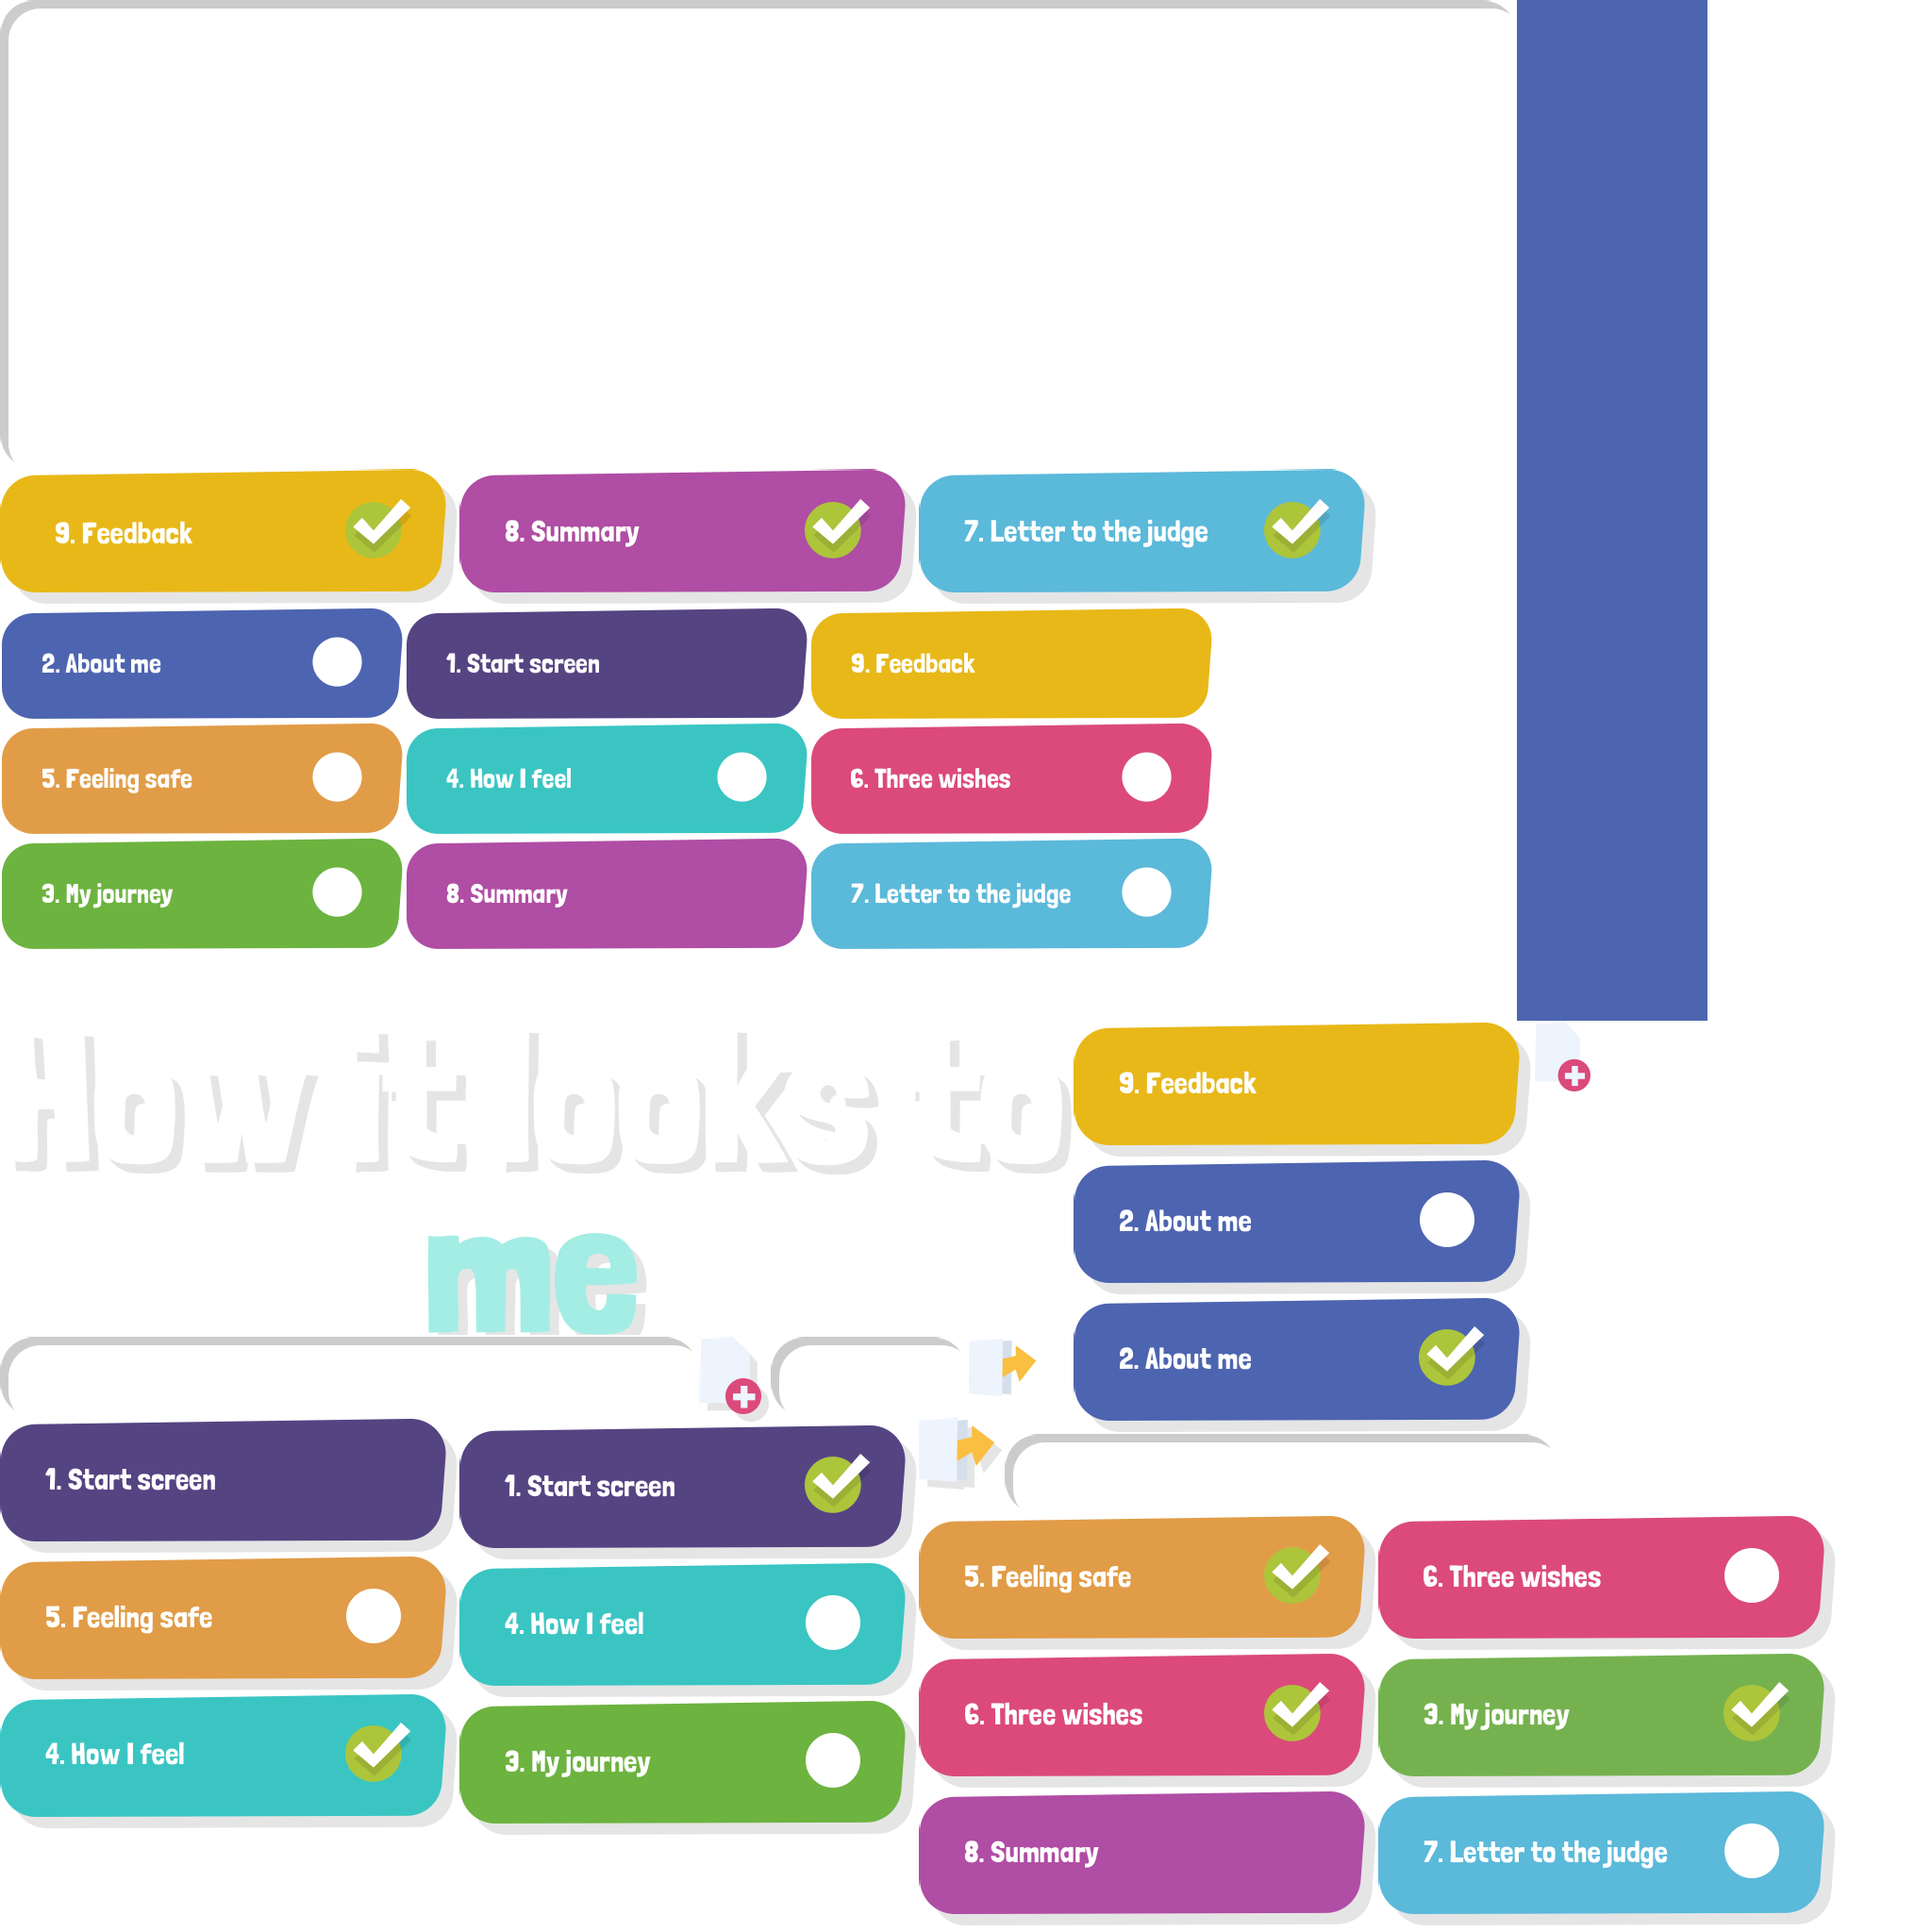 9. Feedback
8. Summary
7. Letter to the judge
2. About me
1. Start screen
9. Feedback
5. Feeling safe
4. How I feel
6. Three wishes
3. My journey
8. Summary
7. Letter to the judge
How it looks to
me
9. Feedback
2. About me
2. About me
1. Start screen
1. Start screen
5. Feeling safe
4. How I feel
4. How I feel
3. My journey
5. Feeling safe
6. Three wishes
6. Three wishes
3. My journey
8. Summary
7. Letter to the judge